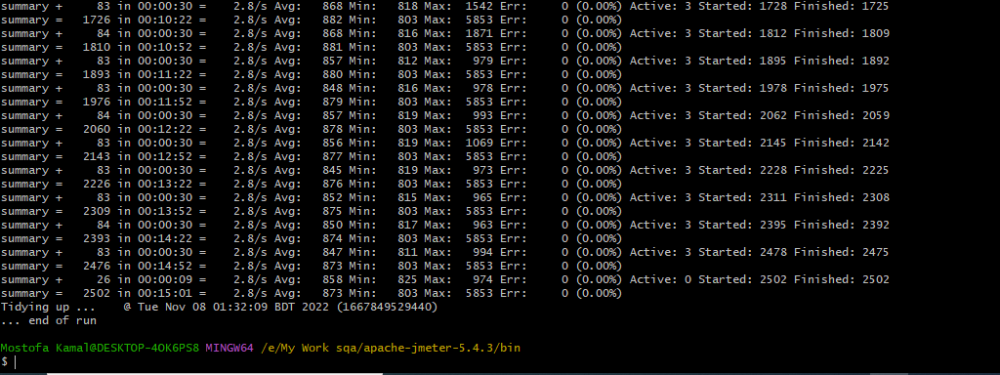 summary +     83 in 00:00:30 =    2.8/s Avg:   868 Min:   818 Max:  1542 Err:     0 (0.00%) Active: 3 Started: 1728 Finished: 1725
summary =   1726 in 00:10:22 =    2.8/s Avg:   882 Min:   803 Max:  5853 Err:     0 (0.00%)
summary +     84 in 00:00:30 =    2.8/s Avg:   868 Min:   816 Max:  1871 Err:     0 (0.00%) Active: 3 Started: 1812 Finished: 1809
summary =   1810 in 00:10:52 =    2.8/s Avg:   881 Min:   803 Max:  5853 Err:     0 (0.00%)
summary +     83 in 00:00:30 =    2.8/s Avg:   857 Min:   812 Max:   979 Err:     0 (0.00%) Active: 3 Started: 1895 Finished: 1892
summary =   1893 in 00:11:22 =    2.8/s Avg:   880 Min:   803 Max:  5853 Err:     0 (0.00%)
summary +     83 in 00:00:30 =    2.8/s Avg:   848 Min:   816 Max:   978 Err:     0 (0.00%) Active: 3 Started: 1978 Finished: 1975
summary =   1976 in 00:11:52 =    2.8/s Avg:   879 Min:   803 Max:  5853 Err:     0 (0.00%)
summary +     84 in 00:00:30 =    2.8/s Avg:   857 Min:   819 Max:   993 Err:     0 (0.00%) Active: 3 Started: 2062 Finished: 2059
summary =   2060 in 00:12:22 =    2.8/s Avg:   878 Min:   803 Max:  5853 Err:     0 (0.00%)
summary +     83 in 00:00:30 =    2.8/s Avg:   856 Min:   819 Max:  1069 Err:     0 (0.00%) Active: 3 Started: 2145 Finished: 2142
summary =   2143 in 00:12:52 =    2.8/s Avg:   877 Min:   803 Max:  5853 Err:     0 (0.00%)
summary +     83 in 00:00:30 =    2.8/s Avg:   845 Min:   819 Max:   973 Err:     0 (0.00%) Active: 3 Started: 2228 Finished: 2225
summary =   2226 in 00:13:22 =    2.8/s Avg:   876 Min:   803 Max:  5853 Err:     0 (0.00%)
summary +     83 in 00:00:30 =    2.8/s Avg:   852 Min:   815 Max:   965 Err:     0 (0.00%) Active: 3 Started: 2311 Finished: 2308
summary =   2309 in 00:13:52 =    2.8/s Avg:   875 Min:   803 Max:  5853 Err:     0 (0.00%)
summary +     84 in 00:00:30 =    2.8/s Avg:   850 Min:   817 Max:   963 Err:     0 (0.00%) Active: 3 Started: 2395 Finished: 2392
summary =   2393 in 00:14:22 =    2.8/s Avg:   874 Min:   803 Max:  5853 Err:     0 (0.00%)
summary +     83 in 00:00:30 =    2.8/s Avg:   847 Min:   811 Max:   994 Err:     0 (0.00%) Active: 3 Started: 2478 Finished: 2475
summary =   2476 in 00:14:52 =    2.8/s Avg:   873 Min:   803 Max:  5853 Err:     0 (0.00%)
summary +     26 in 00:00:09 =    2.8/s Avg:   858 Min:   825 Max:   974 Err:     0 (0.00%) Active: 0 Started: 2502 Finished: 2502
summary =   2502 in 00:15:01 =    2.8/s Avg:   873 Min:   803 Max:  5853 Err:     0 (0.00%)
Tidying up ...    @ Tue Nov 08 01:32:09 BDT 2022 (1667849529440)
... end of run
Mostofa Kamal@DESKTOP-4OK6PS8 MINGW64 /e/My Work sqa/apache-jmeter-5.4.3/bin
$